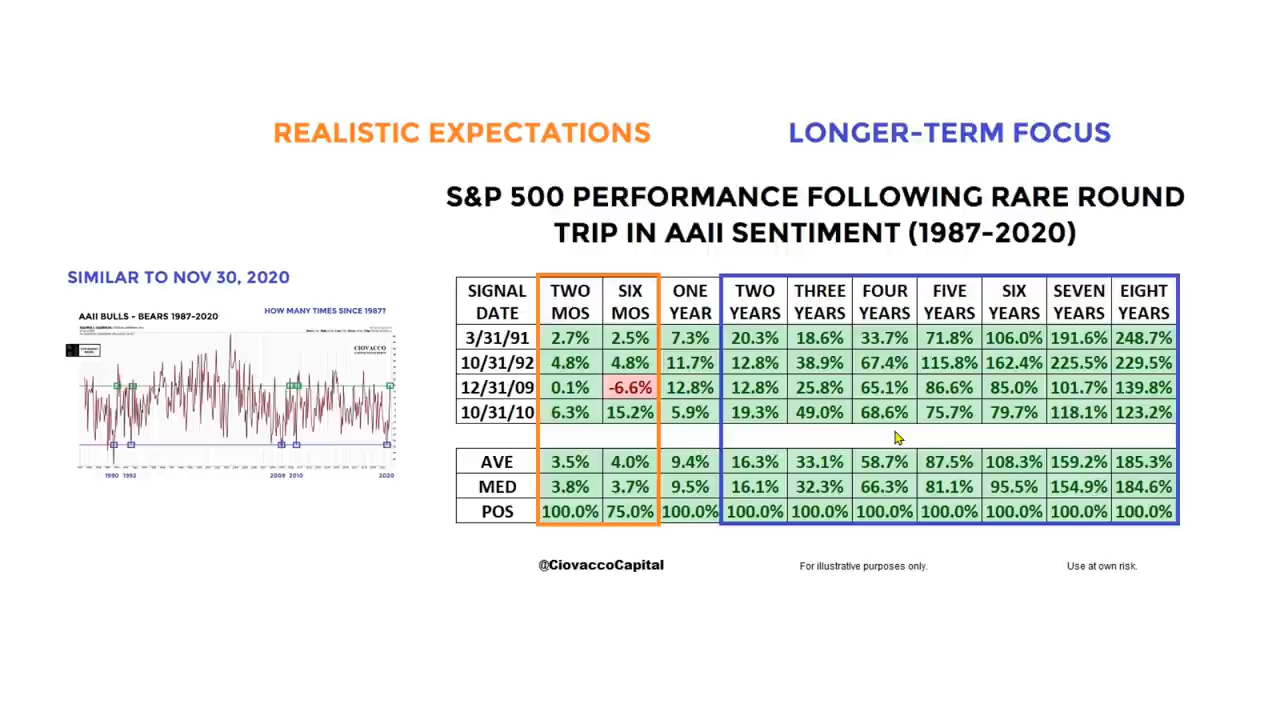 REALISTIC EXPECTATIONS
LONGER-TERM FOCUS
S&P 500 PERFORMANCE FOLLOWING RARE ROUND
TRIP IN AAII SENTIMENT (1987-2020)
SIMILAR TO NOV 30, 2020
HOW MANY TIMES SINCE 1987?
AAII BULLS - BEARS 1987-2020
CIOVACCO
1990 1992 2009 2010 2020
SIGNAL DATE TWO MOS SIX MOS ONE YEAR TWO YEARS THREE YEARS FOUR YEARS FIVE YEARS SIX YEARS SEVEN YEARS EIGHT YEARS
3/31/91 2.7% 2.5% 7.3% 20.3% 18.6% 33.7% 71.8% 106.0% 191.6% 248.7%
10/31/92 4.8% 4.8% 11.7% 12.8% 38.9% 67.4% 115.8% 162.4% 225.5% 229.5%
12/31/09 0.1% -6.6% 12.8% 12.8% 25.8% 65.1% 86.6% 85.0% 101.7% 139.8%
10/31/10 6.3% 15.2% 5.9% 19.3% 49.0% 68.6% 75.7% 79.7% 118.1% 123.2%
AVE 3.5% 4.0% 9.4% 16.3% 33.1% 58.7% 87.5% 108.3% 159.2% 185.3%
MED 3.8% 3.7% 9.5% 16.1% 32.3% 66.3% 81.1% 95.5% 154.9% 184.6%
POS 100.0% 75.0% 100.0% 100.0% 100.0% 100.0% 100.0% 100.0% 100.0% 100.0%
@CiovaccoCapital
For illustrative purposes only.
Use at own risk.